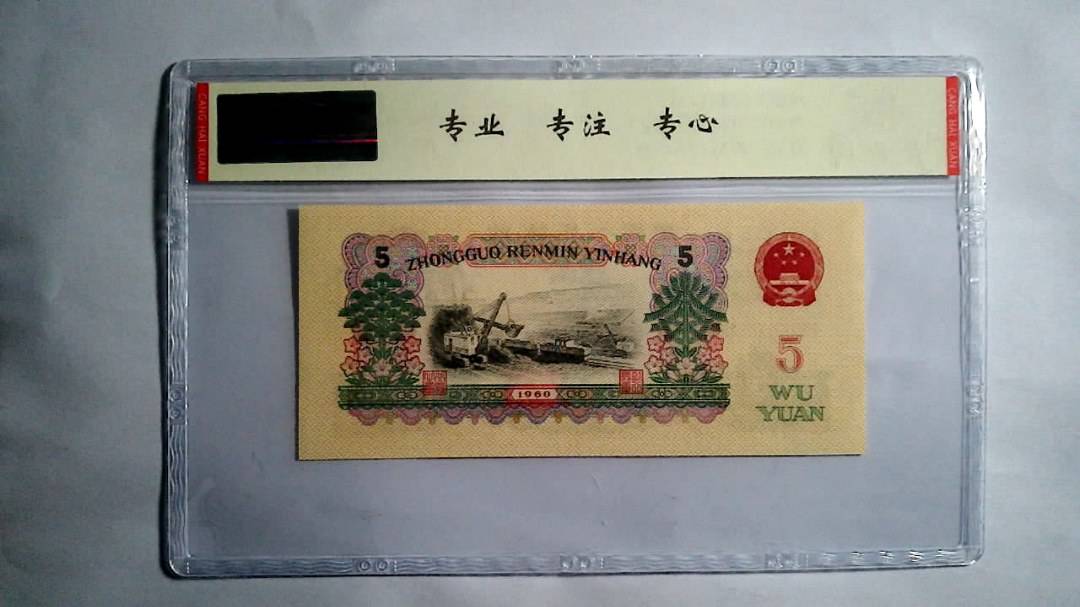 CANG HAI XUAN
专业 专注 专心
CANG HAI XUAN
5 ZHONGGUO RENMIN YINHANG 5
5
WU
YUAN
1960